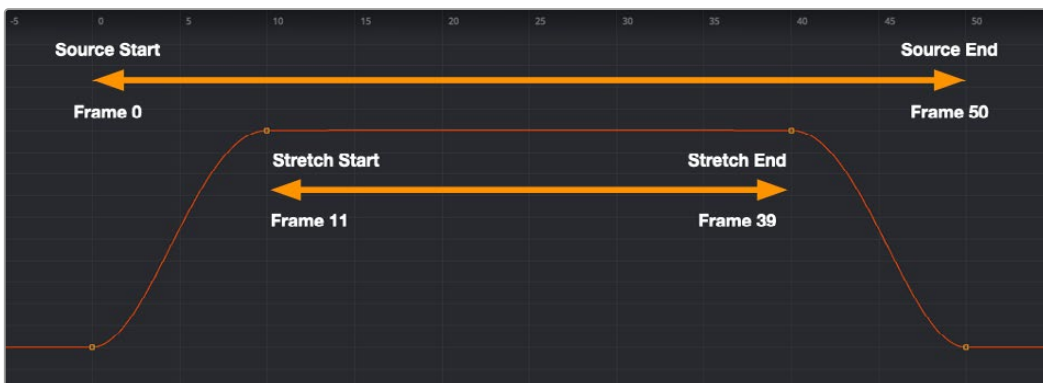 -5 0 5 10 15 20 25 30 35 40 45 50
Source Start Source End
Frame 0 Frame 50
Stretch Start Stretch End
Frame 11 Frame 39